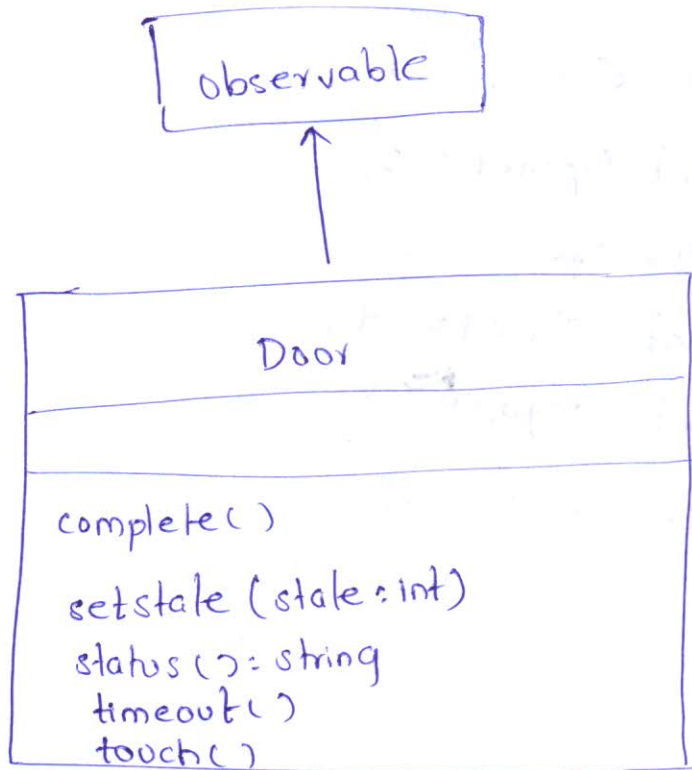 observable
Door
complete()
setstate (state: int)
status(): string
timeout()
touch()